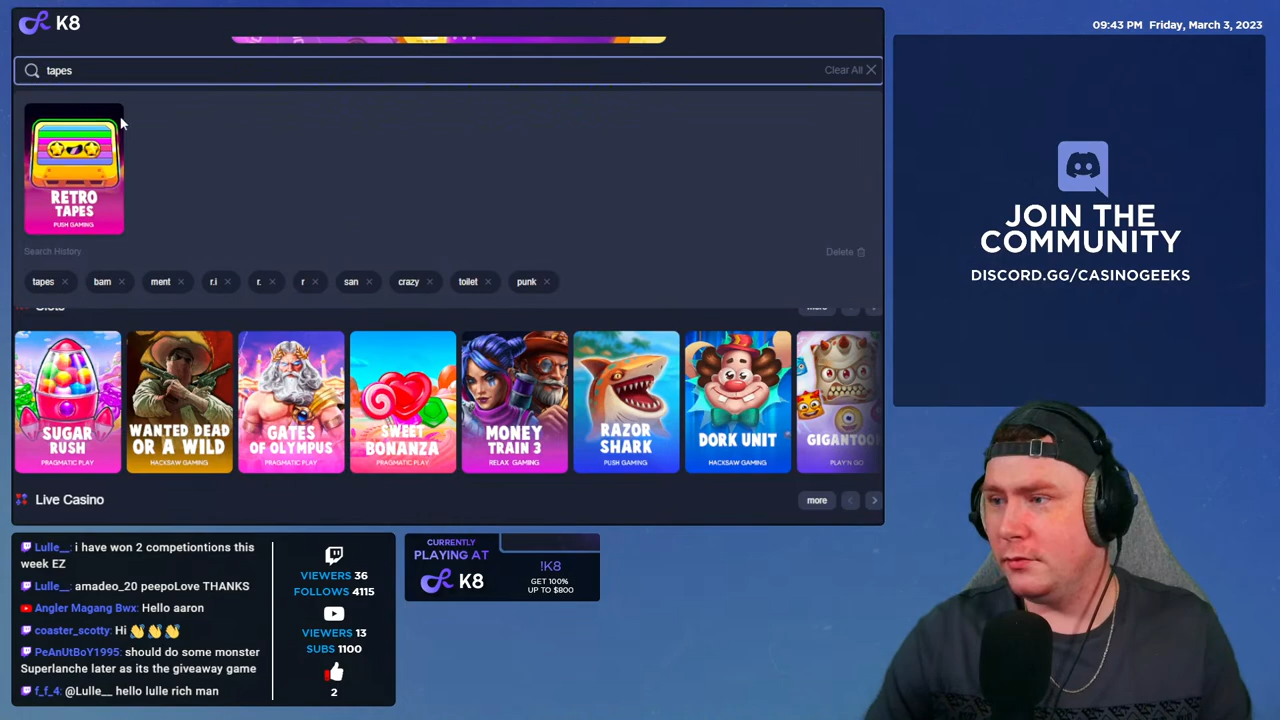 K8
09:43 PM Friday, March 3, 2023
tapes
Clear All
RETRO
TAPES
PUSH GAMING
Search History
Delete
tapes
bam
ment
r.i
r.
r
san
crazy
toilet
punk
Slots
more
SUGAR
RUSH
PRAGMATIC PLAY
WANTED DEAD
OR A WILD
HACKSAW GAMING
GATES
OF OLYMPUS
PRAGMATIC PLAY
SWEET
BONANZA
PRAGMATIC PLAY
MONEY
TRAIN 3
RELAX GAMING
RAZOR
SHARK
PUSH GAMING
DORK UNIT
HACKSAW GAMING
GIGANTOO
PLAY'N GO
Live Casino
more
JOIN THE
COMMUNITY
DISCORD.GG/CASINOGEEKS
Lulle__: i have won 2 competiontions this
week EZ
Lulle__: amadeo_20 peepoLove THANKS
Angler Magang Bwx: Hello aaron
coaster_scotty: Hi 👋👋👋
PeAnUtBoY1995: should do some monster
Superlanche later as its the giveaway game
f_f_4: @Lulle__ hello lulle rich man
VIEWERS 36
FOLLOWS 4115
VIEWERS 13
SUBS 1100
2
CURRENTLY
PLAYING AT
K8
!K8
GET 100%
UP TO $800